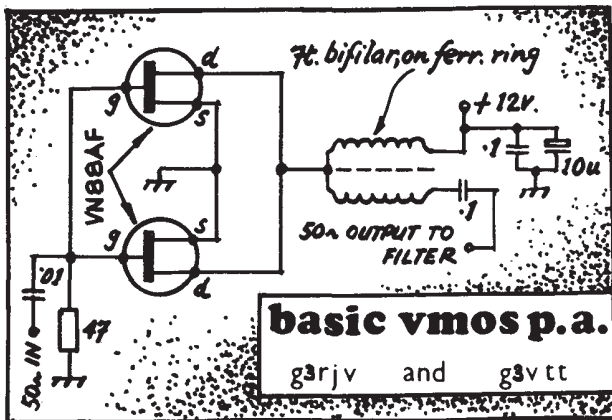 7t. bifilar, on ferr. ring
d
g
s
+ 12v.
.1
10u
VN88AF
s
g
d
.1
50Ω OUTPUT TO
FILTER
.01
47
50Ω IN
basic vmos p.a.
g3rjv and g3vtt